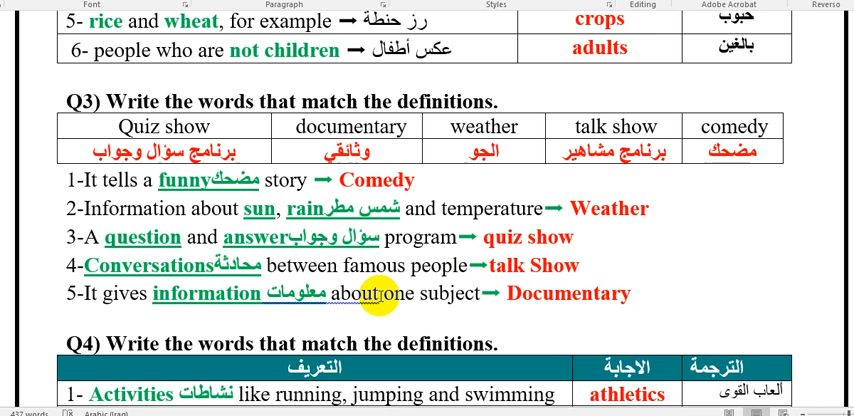 Font Paragraph Styles Editing Adobe Acrobat Reverso
5- rice and wheat, for example → رز حنطة crops حبوب
6- people who are not children → عكس أطفال adults بالغين
Q3) Write the words that match the definitions.
Quiz show documentary weather talk show comedy
برنامج سؤال وجواب وثائقي الجو برنامج مشاهير مضحك
1-It tells a funnyمضحك story → Comedy
2-Information about sun, rainشمس مطر and temperature→ Weather
3-A question and answerسؤال وجواب program→ quiz show
4-Conversationsمحادثة between famous people→talk Show
5-It gives information معلومات about one subject→ Documentary
Q4) Write the words that match the definitions.
التعريف الاجابة الترجمة
1- Activities نشاطات like running, jumping and swimming athletics ألعاب القوى
437 words Arabic (Iraq)